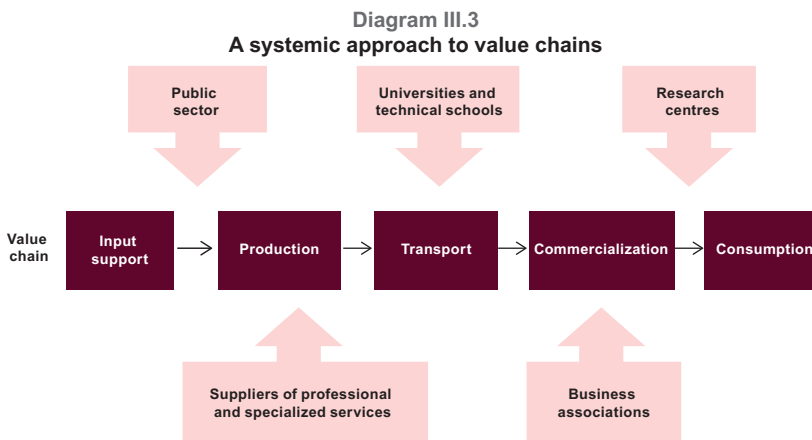 Diagram III.3
A systemic approach to value chains
Public
sector
Universities and
technical schools
Research
centres
Value
chain
Input
support
Production
Transport
Commercialization
Consumption
Suppliers of professional
and specialized services
Business
associations